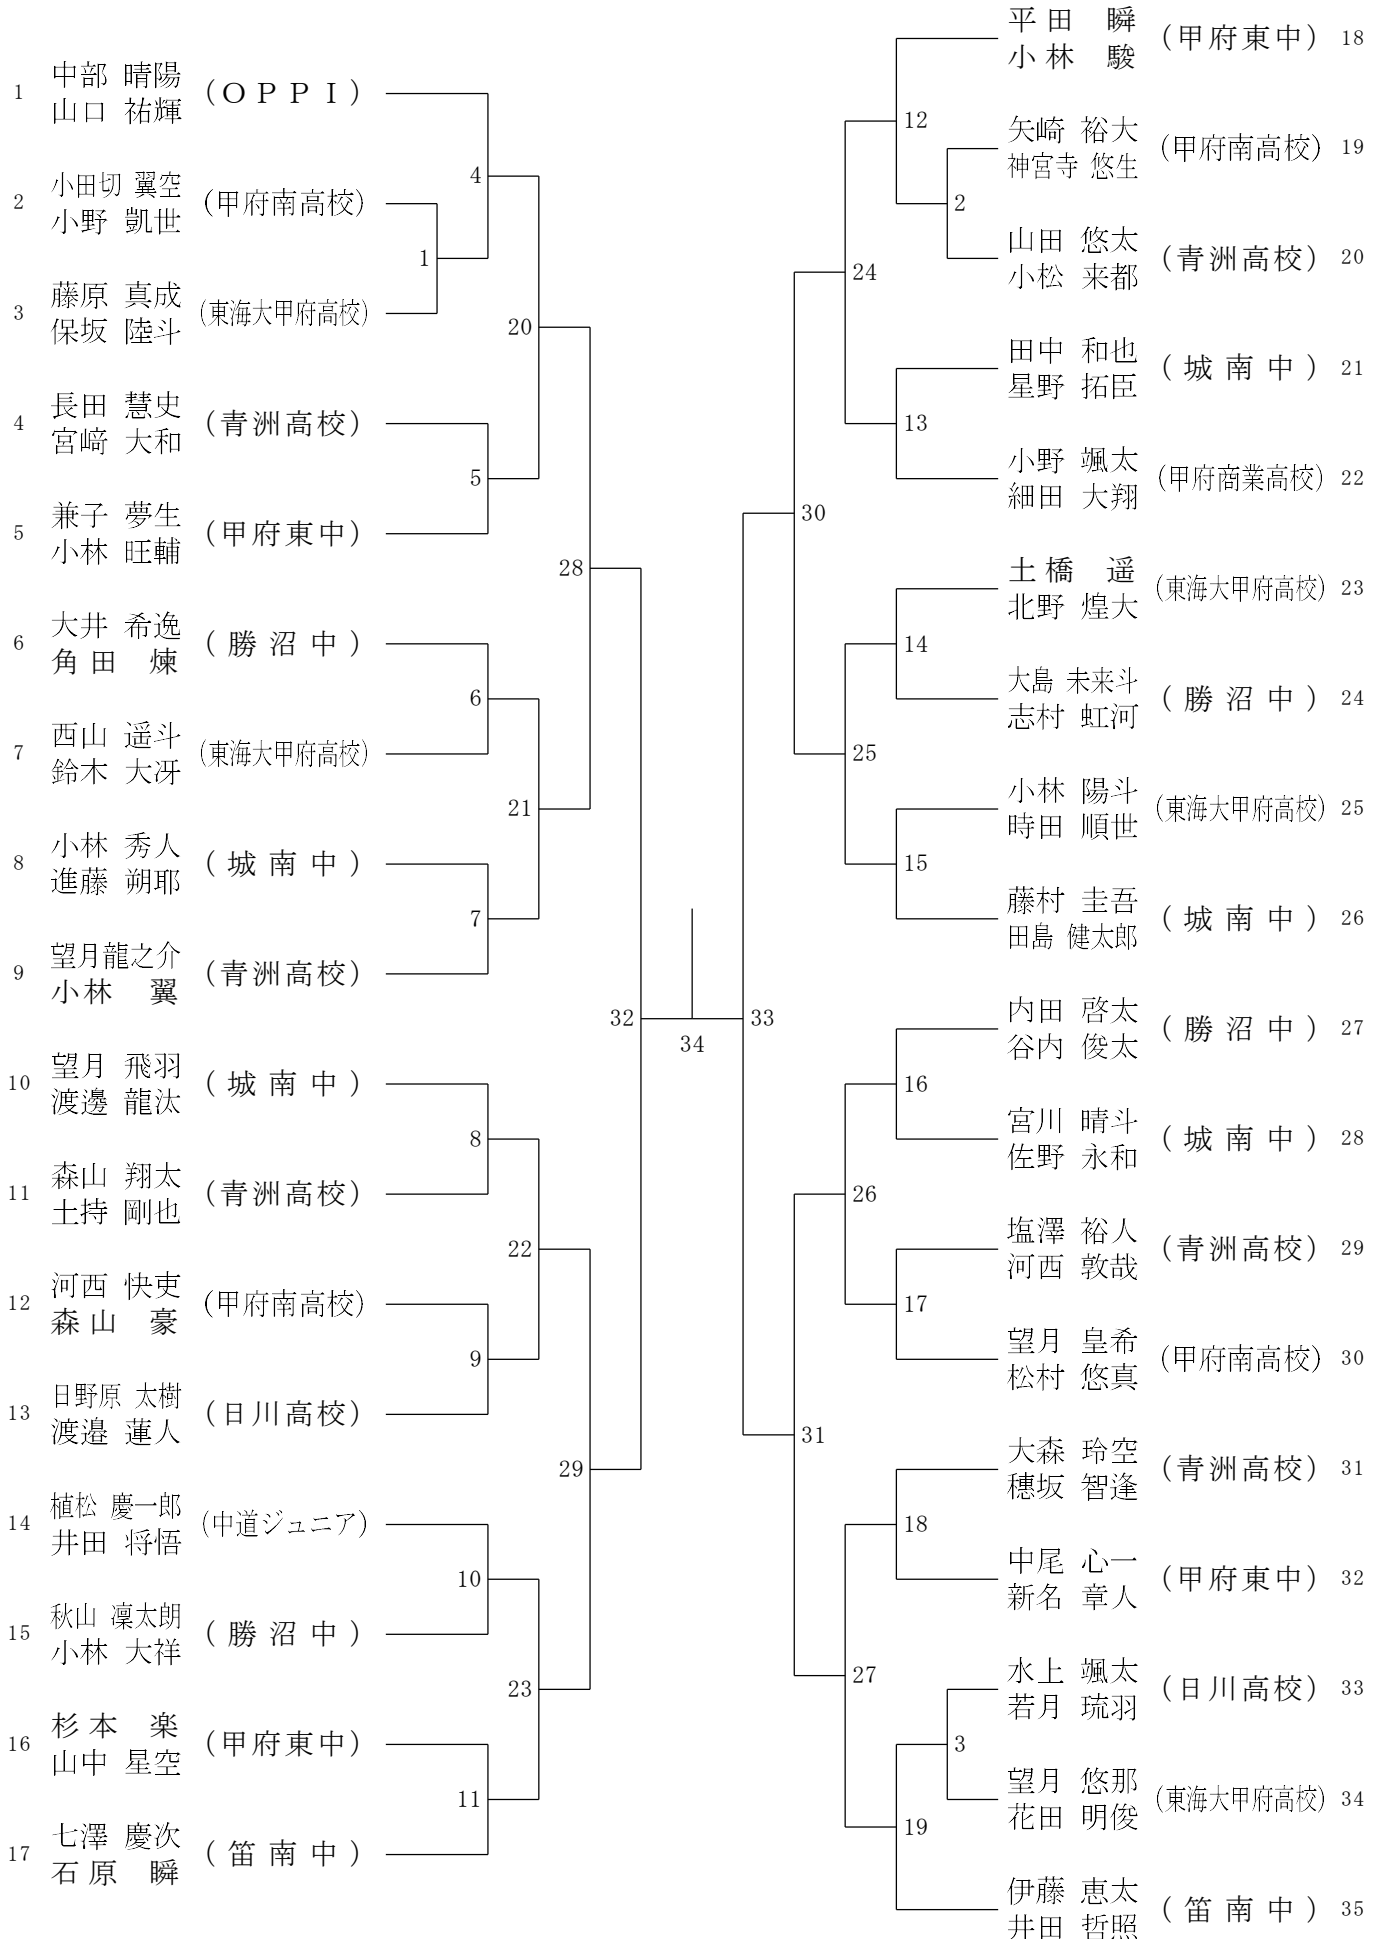 1 中部 晴陽 (OPPI)
山口 祐輝
2 小田切 翼空 (甲府南高校)
小野 凱世
3 藤原 真成 (東海大甲府高校)
保坂 陸斗
4 長田 慧史 (青洲高校)
宮﨑 大和
5 兼子 夢生 (甲府東中)
小林 旺輔
6 大井 希逸 (勝沼中)
角田 煉
7 西山 遥斗 (東海大甲府高校)
鈴木 大冴
8 小林 秀人 (城南中)
進藤 朔耶
9 望月龍之介 (青洲高校)
小林 翼
10 望月 飛羽 (城南中)
渡邊 龍汰
11 森山 翔太 (青洲高校)
土持 剛也
12 河西 快吏 (甲府南高校)
森山 豪
13 日野原 太樹 (日川高校)
渡邉 蓮人
14 植松 慶一郎 (中道ジュニア)
井田 将悟
15 秋山 凜太朗 (勝沼中)
小林 大祥
16 杉本 楽 (甲府東中)
山中 星空
17 七澤 慶次 (笛南中)
石原 瞬
4
1
20
5
28
6
21
7
32
8
22
9
29
10
23
11
34
33
12
2
24
13
30
14
25
15
16
26
17
31
18
27
3
19
平田 瞬 (甲府東中) 18
小林 駿
矢崎 裕大 (甲府南高校) 19
神宮寺 悠生
山田 悠太 (青洲高校) 20
小松 来都
田中 和也 (城南中) 21
星野 拓臣
小野 颯太 (甲府商業高校) 22
細田 大翔
土橋 遥 (東海大甲府高校) 23
北野 煌大
大島 未来斗 (勝沼中) 24
志村 虹河
小林 陽斗 (東海大甲府高校) 25
時田 順世
藤村 圭吾 (城南中) 26
田島 健太郎
内田 啓太 (勝沼中) 27
谷内 俊太
宮川 晴斗 (城南中) 28
佐野 永和
塩澤 裕人 (青洲高校) 29
河西 敦哉
望月 皇希 (甲府南高校) 30
松村 悠真
大森 玲空 (青洲高校) 31
穂坂 智逢
中尾 心一 (甲府東中) 32
新名 章人
水上 颯太 (日川高校) 33
若月 琉羽
望月 悠那 (東海大甲府高校) 34
花田 明俊
伊藤 恵太 (笛南中) 35
井田 哲照